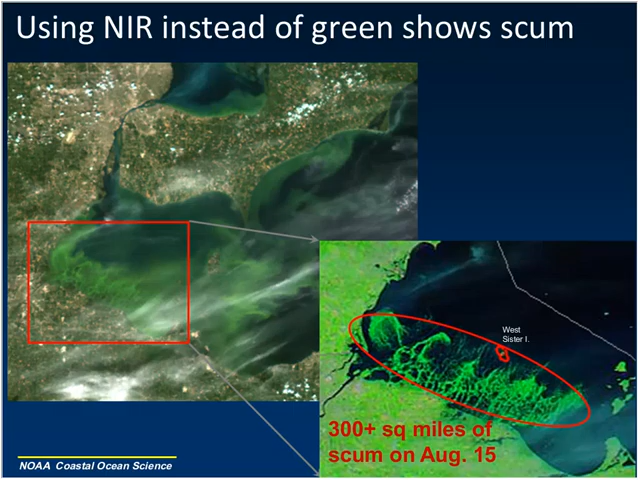 Using NIR instead of green shows scum
West
Sister I.
300+ sq miles of
scum on Aug. 15
NOAA Coastal Ocean Science